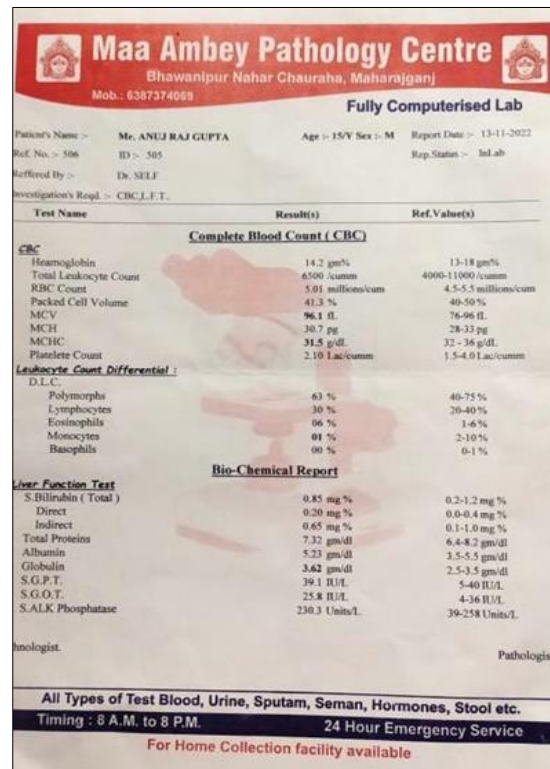 Maa Ambey Pathology Centre
Bhawanipur Nahar Chauraha, Maharajganj
Mob.: 6387374069
Fully Computerised Lab
Patient's Name :- Mr. ANUJ RAJ GUPTA Age :- 15/Y Sex :- M Report Date :- 13-11-2022
Ref. No. :- 506 ID :- 505 Rep.Status :- InLab
Reffered By :- Dr. SELF
Investigation's Reqd. :- CBC,L.F.T..
Test Name Result(s) Ref.Value(s)
Complete Blood Count ( CBC)
CBC
Heamoglobin 14.2 gm% 13-18 gm%
Total Leukocyte Count 6500 /cumm 4000-11000 /cumm
RBC Count 5.01 millions/cum 4.5-5.5 millions/cum
Packed Cell Volume 41.3 % 40-50 %
MCV 96.1 fl. 76-96 fl.
MCH 30.7 pg 28-33 pg
MCHC 31.5 g/dl. 32 - 36 g/dl.
Platelete Count 2.10 Lac/cumm 1.5-4.0 Lac/cumm
Leukocyte Count Differential :
D.L.C.
Polymorphs 63 % 40-75 %
Lymphocytes 30 % 20-40 %
Eosinophils 06 % 1-6%
Monocytes 01 % 2-10 %
Basophils 00 % 0-1 %
Bio-Chemical Report
Liver Function Test
S.Bilirubin ( Total ) 0.85 mg % 0.2-1.2 mg %
Direct 0.20 mg % 0.0-0.4 mg %
Indirect 0.65 mg % 0.1-1.0 mg %
Total Proteins 7.32 gm/dl 6.4-8.2 gm/dl
Albumin 5.23 gm/dl 3.5-5.5 gm/dl
Globulin 3.62 gm/dl 2.5-3.5 gm/dl
S.G.P.T. 39.1 IU/L 5-40 IU/L
S.G.O.T. 25.8 IU/L 4-36 IU/L
S.ALK Phosphatase 230.3 Units/L 39-258 Units/L
hnologist. Pathologis
All Types of Test Blood, Urine, Sputam, Seman, Hormones, Stool etc.
Timing : 8 A.M. to 8 P.M. 24 Hour Emergency Service
For Home Collection facility available